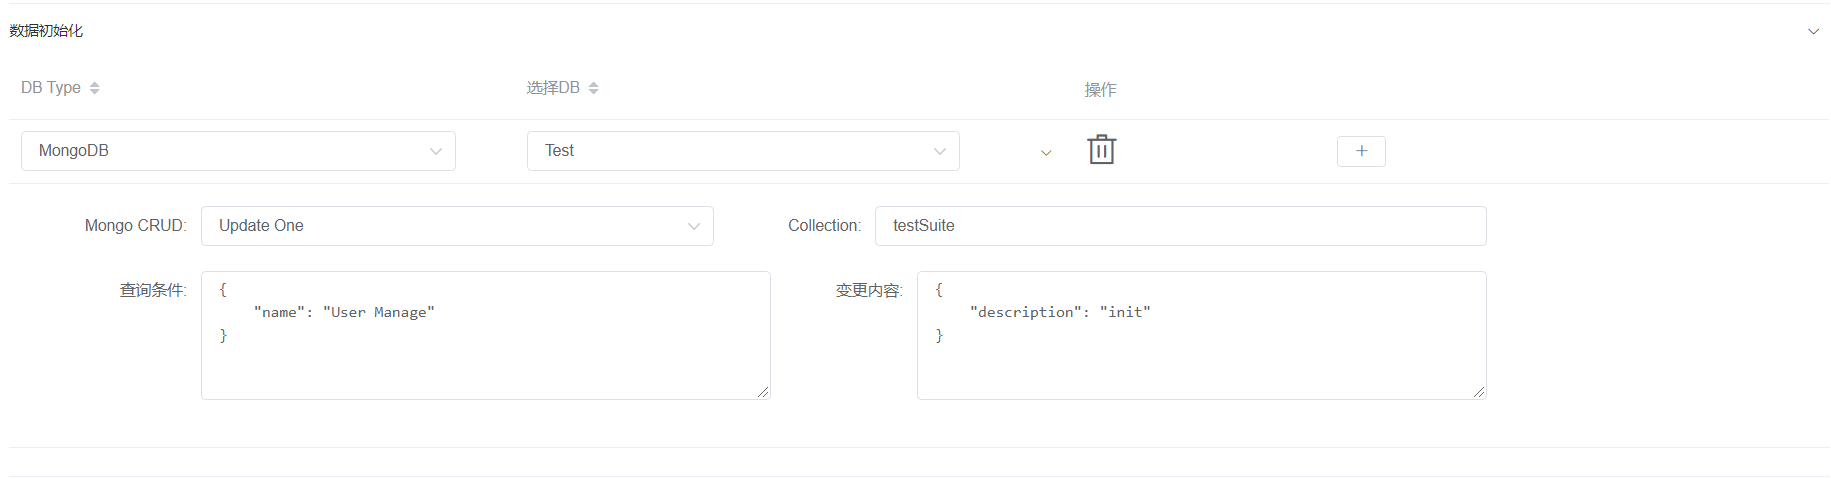 数据初始化
DB Type 选择DB 操作
MongoDB Test +
Mongo CRUD: Update One Collection: testSuite
查询条件: { 变更内容: {
"name": "User Manage" "description": "init"
} }